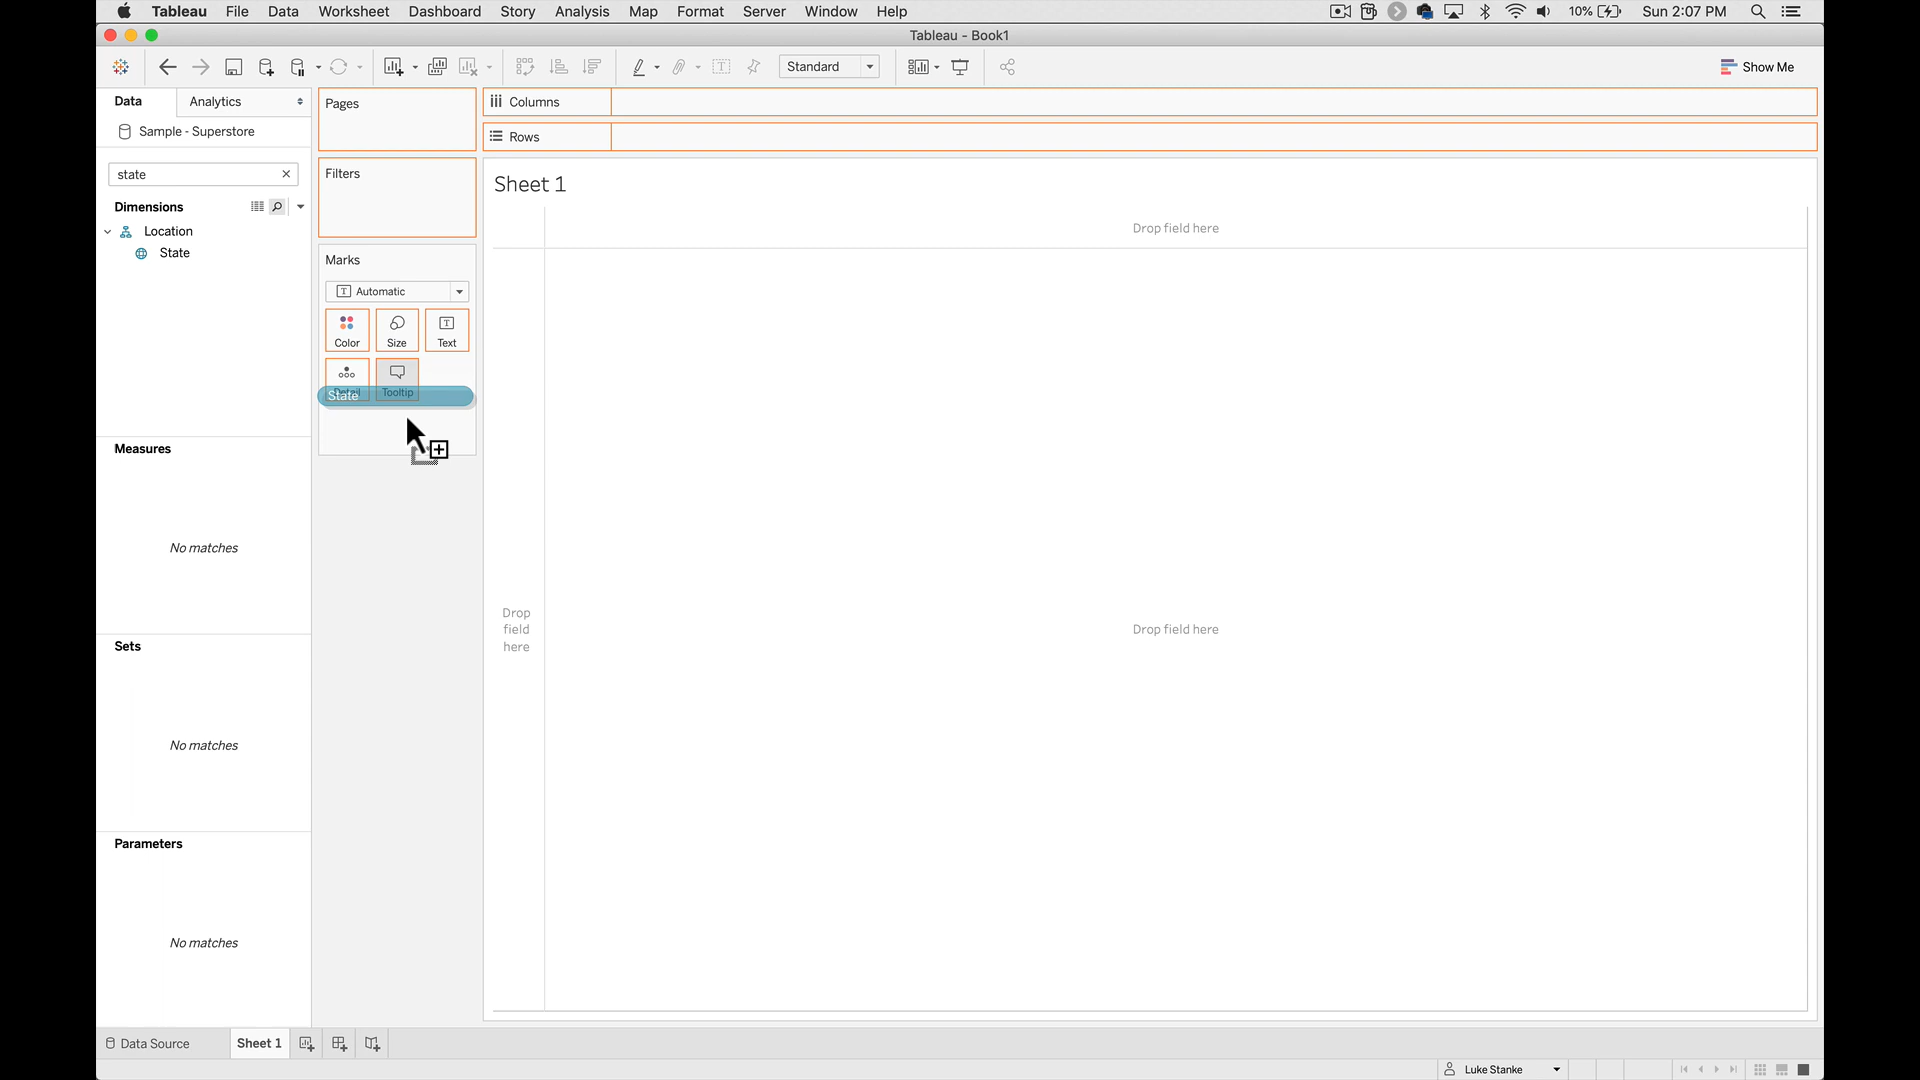 Tableau File Data Worksheet Dashboard Story Analysis Map Format Server Window Help 10% Sun 2:07 PM
Tableau - Book1
Standard Show Me
Data Analytics Pages Columns
Sample - Superstore
Rows
state Filters
Sheet 1
Dimensions
Drop field here
Location
State
Marks
Automatic
Color Size Text
Detail Tooltip
State
Measures
No matches
Drop
field
here
Drop field here
Sets
No matches
Parameters
No matches
Data Source Sheet 1
Luke Stanke